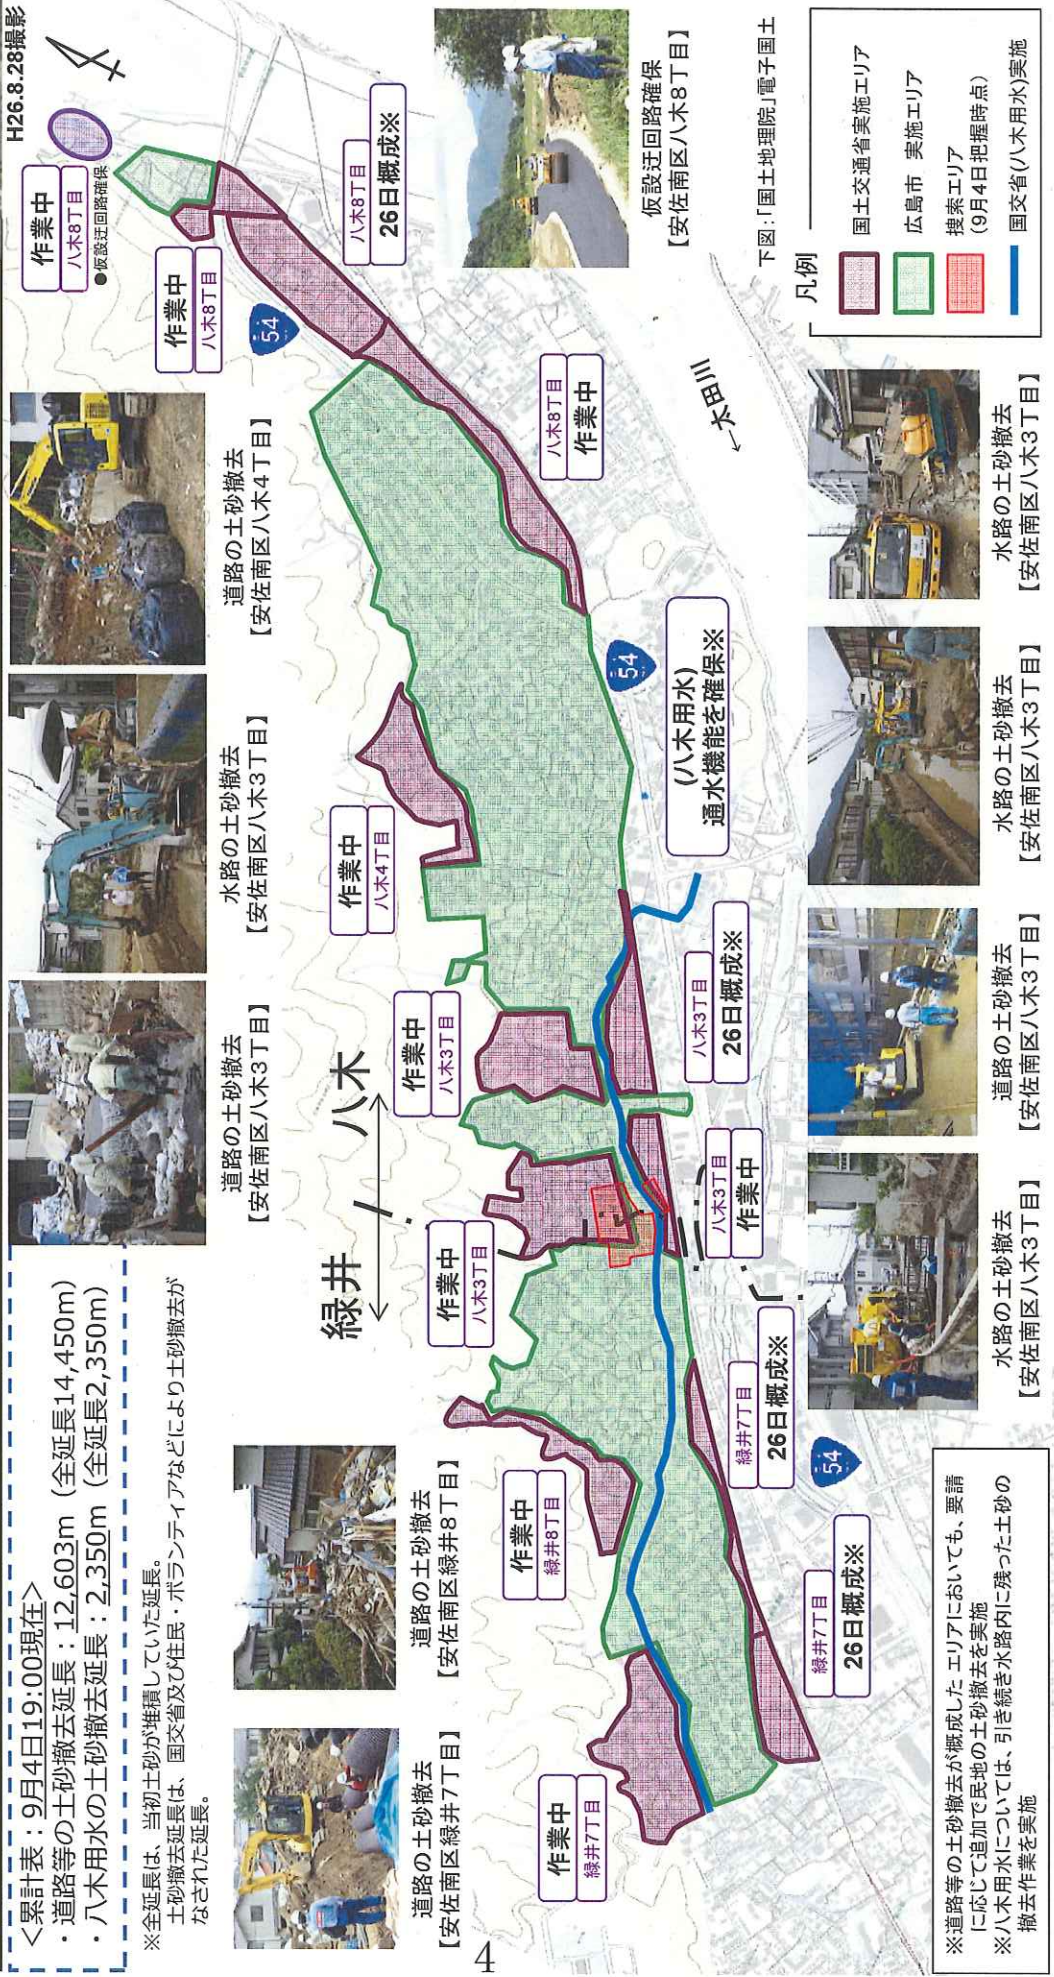 H26.8.28撮影
<累計表：9月4日19:00現在>
・道路等の土砂撤去延長：12,603m（全延長14,450m）
・八木用水の土砂撤去延長：2,350m（全延長2,350m）
※全延長は、当初土砂が堆積していた延長。
土砂撤去延長は、国交省及び住民・ボランティアなどにより土砂撤去が
なされた延長。
道路の土砂撤去
【安佐南区八木3丁目】
水路の土砂撤去
【安佐南区八木3丁目】
道路の土砂撤去
【安佐南区八木4丁目】
作業中
八木8丁目
●仮設迂回路確保
作業中
八木8丁目
54
八木8丁目
26日概成※
仮設迂回路確保
【安佐南区八木8丁目】
下図：「国土地理院」電子国土
道路の土砂撤去
【安佐南区緑井7丁目】
道路の土砂撤去
【安佐南区緑井8丁目】
緑井
八木
作業中
緑井7丁目
作業中
緑井8丁目
作業中
八木3丁目
作業中
八木3丁目
作業中
八木4丁目
八木8丁目
作業中
←太田川
54
(八木用水)
通水機能を確保※
八木3丁目
26日概成※
八木3丁目
作業中
緑井7丁目
26日概成※
54
緑井7丁目
26日概成※
凡例
国土交通省実施エリア
広島市 実施エリア
捜索エリア
(9月4日把握時点)
国交省(八木用水)実施
水路の土砂撤去
【安佐南区八木3丁目】
道路の土砂撤去
【安佐南区八木3丁目】
水路の土砂撤去
【安佐南区八木3丁目】
水路の土砂撤去
【安佐南区八木3丁目】
※道路等の土砂撤去が概成したエリアにおいても、要請
に応じて追加で民地の土砂撤去を実施
※八木用水については、引き続き水路内に残った土砂の
撤去作業を実施
4